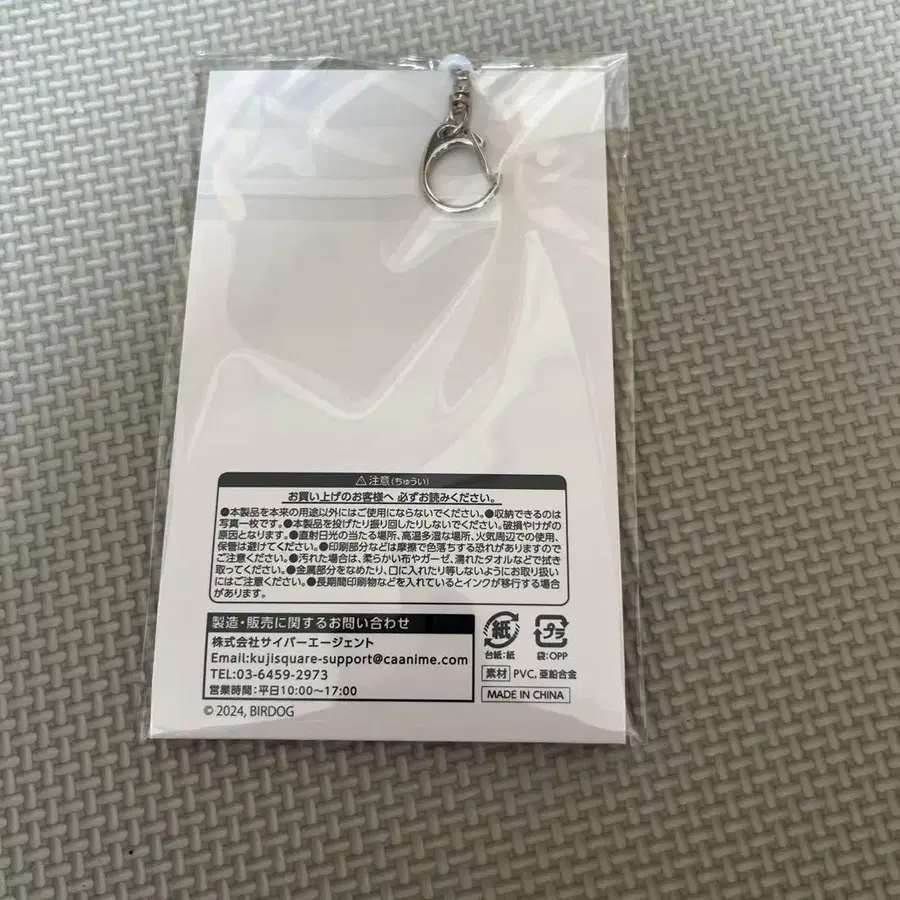 ⚠注意(ちゅうい)
お買い上げのお客様へ 必ずお読みください。
●本製品を本来の用途以外にはご使用にならないでください。●収納できるのは
写真一枚です。●本製品を投げたり振り回したりしないでください。破損やけがの
原因となります。●直射日光の当たる場所、高温多湿な場所、火気周辺での使用、
保管は避けてください。●印刷部分などは摩擦で色落ちする恐れがありますので
ご注意ください。●汚れた場合は、柔らかい布やガーゼ、濡れたタオルなどで拭き
取ってください。●金属部分をなめたり、口に入れたり等しないようにお取り扱い
にはご注意ください。●長期間印刷物などを入れているとインクが移行する場合
があります。
製造・販売に関するお問い合わせ
株式会社サイバーエージェント
Email:kujisquare-support@caanime.com
TEL:03-6459-2973
営業時間:平日10:00〜17:00
© 2024, BIRDOG
紙
台紙:紙
プラ
袋:OPP
素材 PVC, 亜鉛合金
MADE IN CHINA